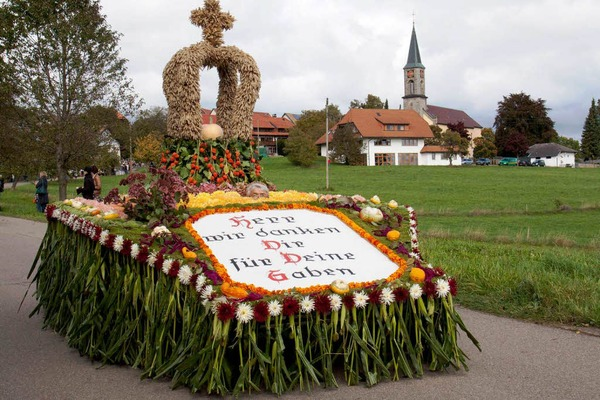 Herr
wir danken Dir
für Deine
Gaben